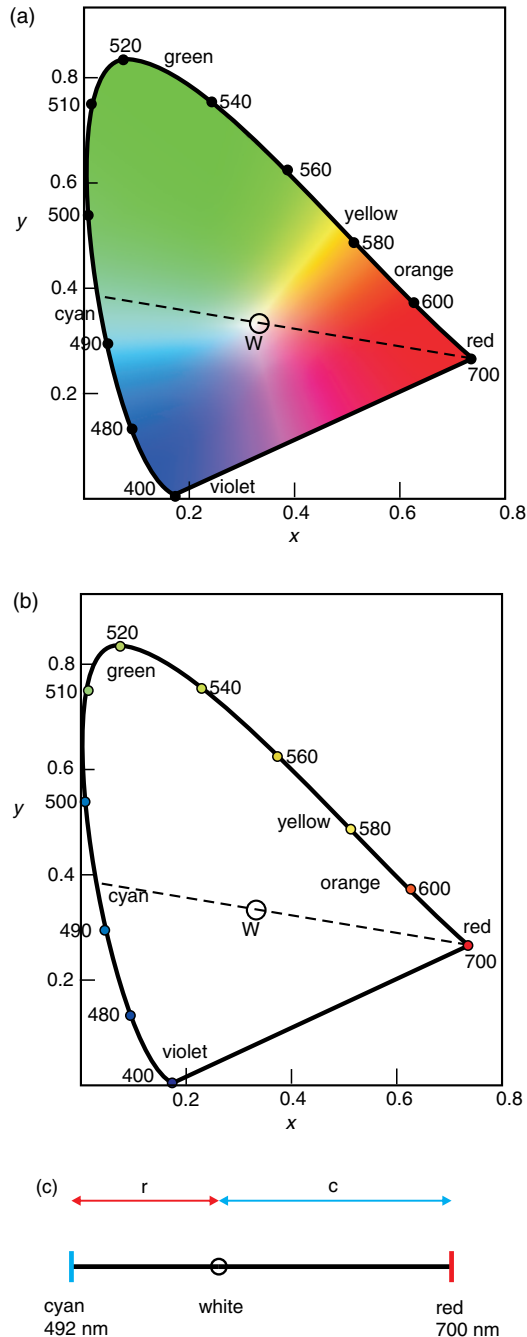 (a)
520
green
0.8
510
540
560
0.6
500
yellow
y
580
orange
0.4
600
cyan
red
490
W
700
0.2
480
400
violet
0.2
0.4
0.6
0.8
x
(b)
520
0.8
green
510
540
560
0.6
500
yellow
580
y
0.4
orange
600
cyan
red
490
W
700
0.2
480
violet
400
0.2
0.4
0.6
0.8
x
(c)
r
c
cyan
white
red
492 nm
700 nm